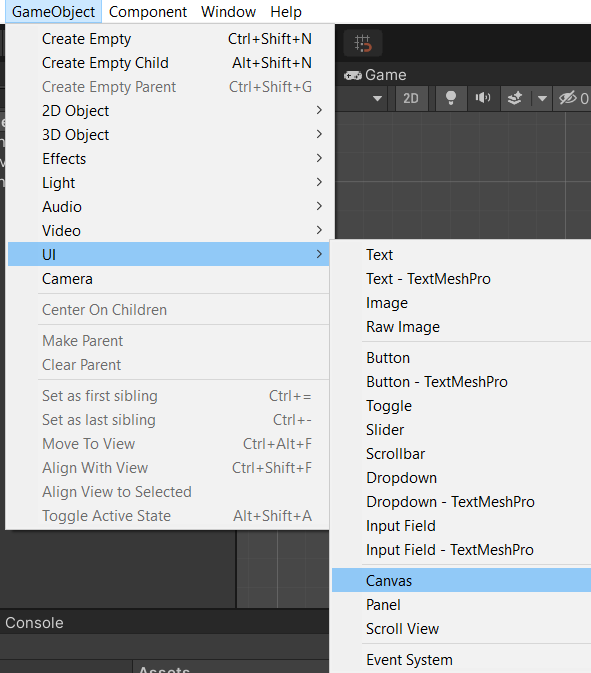 GameObject Component Window Help
Create Empty Ctrl+Shift+N
Create Empty Child Alt+Shift+N
Create Empty Parent Ctrl+Shift+G
2D Object
3D Object
Effects
Light
Audio
Video
UI
Camera
Center On Children
Make Parent
Clear Parent
Set as first sibling Ctrl+=
Set as last sibling Ctrl+-
Move To View Ctrl+Alt+F
Align With View Ctrl+Shift+F
Align View to Selected
Toggle Active State Alt+Shift+A
Game
2D 0
Text
Text - TextMeshPro
Image
Raw Image
Button
Button - TextMeshPro
Toggle
Slider
Scrollbar
Dropdown
Dropdown - TextMeshPro
Input Field
Input Field - TextMeshPro
Canvas
Panel
Scroll View
Event System
Console
Assets